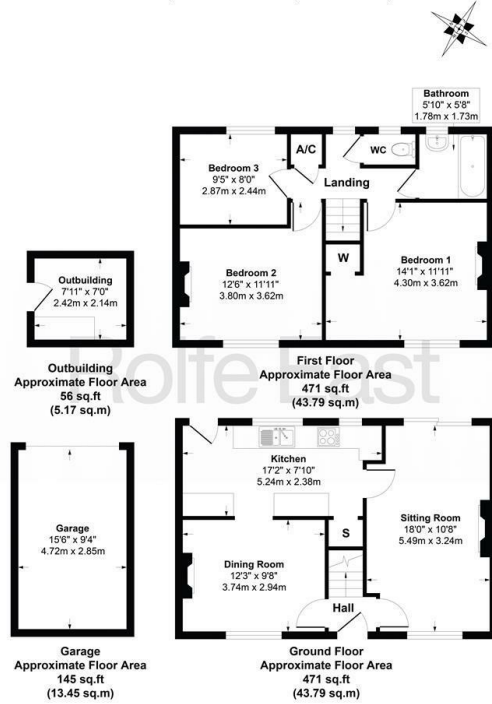 Bathroom
5'10" x 5'8"
1.78m x 1.73m
A/C
WC
Bedroom 3
9'5" x 8'0"
2.87m x 2.44m
Landing
Outbuilding
7'11" x 7'0"
2.42m x 2.14m
Bedroom 2
12'6" x 11'11"
3.80m x 3.62m
W
Bedroom 1
14'1" x 11'11"
4.30m x 3.62m
Outbuilding
Approximate Floor Area
56 sq.ft
(5.17 sq.m)
First Floor
Approximate Floor Area
471 sq.ft
(43.79 sq.m)
Rolfe East
Kitchen
17'2" x 7'10"
5.24m x 2.38m
Garage
15'6" x 9'4"
4.72m x 2.85m
Sitting Room
18'0" x 10'8"
5.49m x 3.24m
S
Dining Room
12'3" x 9'8"
3.74m x 2.94m
Hall
Garage
Approximate Floor Area
145 sq.ft
(13.45 sq.m)
Ground Floor
Approximate Floor Area
471 sq.ft
(43.79 sq.m)